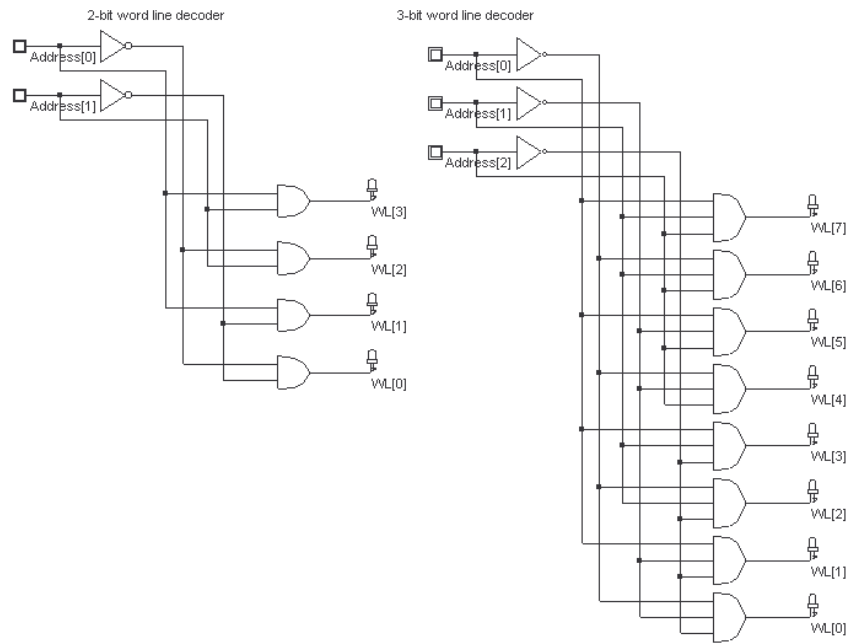 2-bit word line decoder
Address[0]
Address[1]
WL[3]
WL[2]
WL[1]
WL[0]
3-bit word line decoder
Address[0]
Address[1]
Address[2]
WL[7]
WL[6]
WL[5]
WL[4]
WL[3]
WL[2]
WL[1]
WL[0]